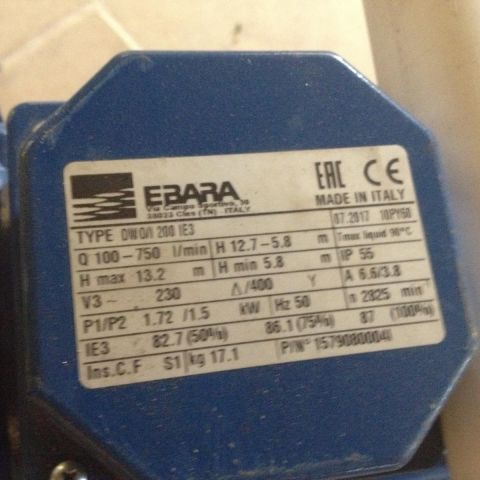 EBARA
Via Campo Sportivo, 30
38023 Cles (TN) ITALY
EAC CE
MADE IN ITALY
TYPE DWO/I 200 IE3 07.2017 10PY60
Q 100-750 l/min H 12.7-5.8 m Tmax liquid 90°C
H max 13.2 m H min 5.8 m IP 55
V3~ 230 Δ/400 Y A 6.6/3.8
P1/P2 1.72 /1.5 kW Hz 50 n 2825 min⁻¹
IE3 82.7 (50%) 86.1 (75%) 87 (100%)
Ins.C.F S1 kg 17.1 P/N° 1579080004I